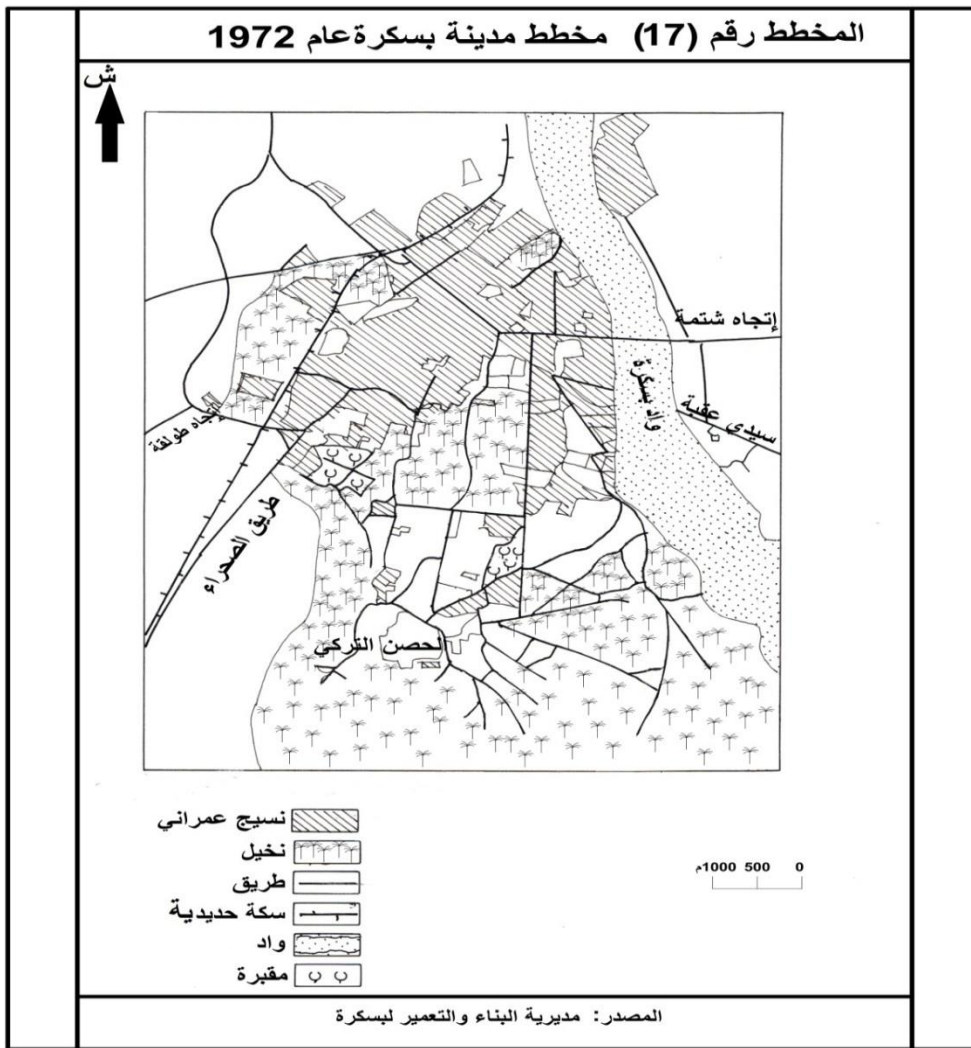 المخطط رقم (17) مخطط مدينة بسكرة عام 1972
ش
إتجاه شتمة
واد بسكرة
سيدي عقبة
إتجاه طولقة
طريق الصحراء
لحصن التركي
نسيج عمراني
نخيل
طريق
سكة حديدية
واد
مقبرة
0 500 1000م
المصدر: مديرية البناء والتعمير لبسكرة